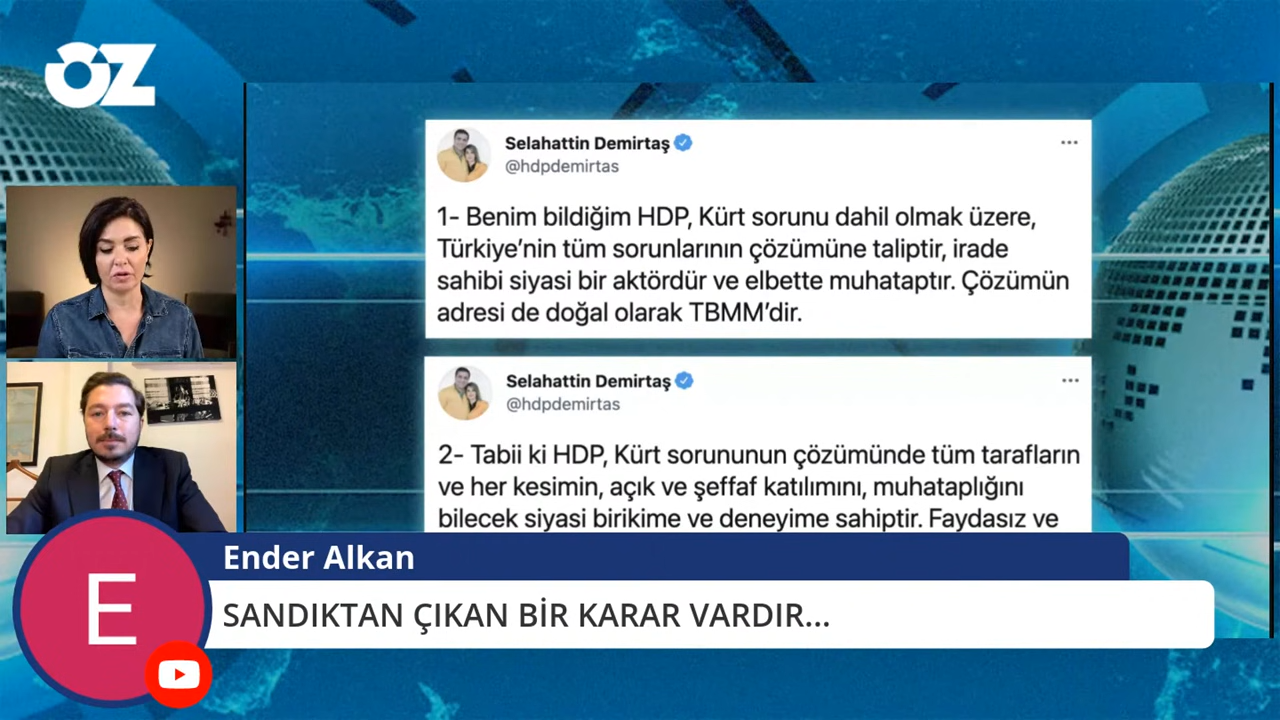 ÖZ
Selahattin Demirtaş
@hdpdemirtas
1- Benim bildiğim HDP, Kürt sorunu dahil olmak üzere,
Türkiye’nin tüm sorunlarının çözümüne taliptir, irade
sahibi siyasi bir aktördür ve elbette muhataptır. Çözümün
adresi de doğal olarak TBMM’dir.
Selahattin Demirtaş
@hdpdemirtas
2- Tabii ki HDP, Kürt sorununun çözümünde tüm tarafların
ve her kesimin, açık ve şeffaf katılımını, muhataplığını
bilecek siyasi birikime ve deneyime sahiptir. Faydasız ve
E
Ender Alkan
SANDIKTAN ÇIKAN BİR KARAR VARDIR...